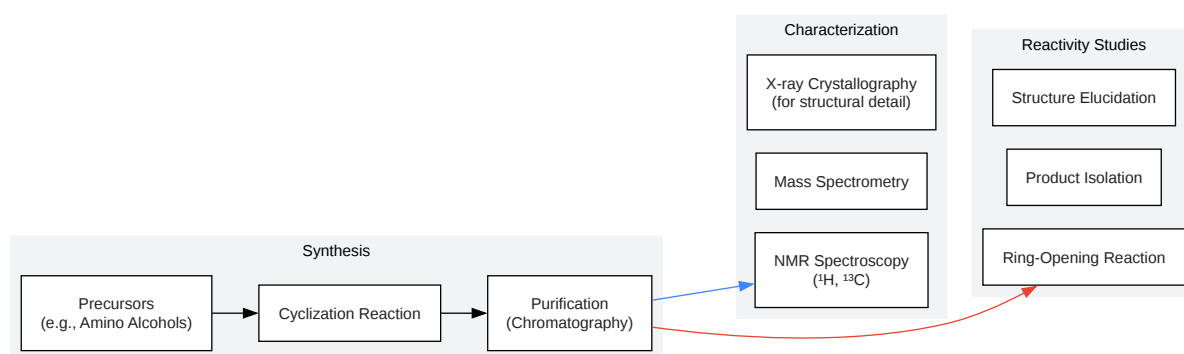 Synthesis
Precursors
(e.g., Amino Alcohols)
Cyclization Reaction
Purification
(Chromatography)
Characterization
X-ray Crystallography
(for structural detail)
Mass Spectrometry
NMR Spectroscopy
(¹H, ¹³C)
Reactivity Studies
Structure Elucidation
Product Isolation
Ring-Opening Reaction